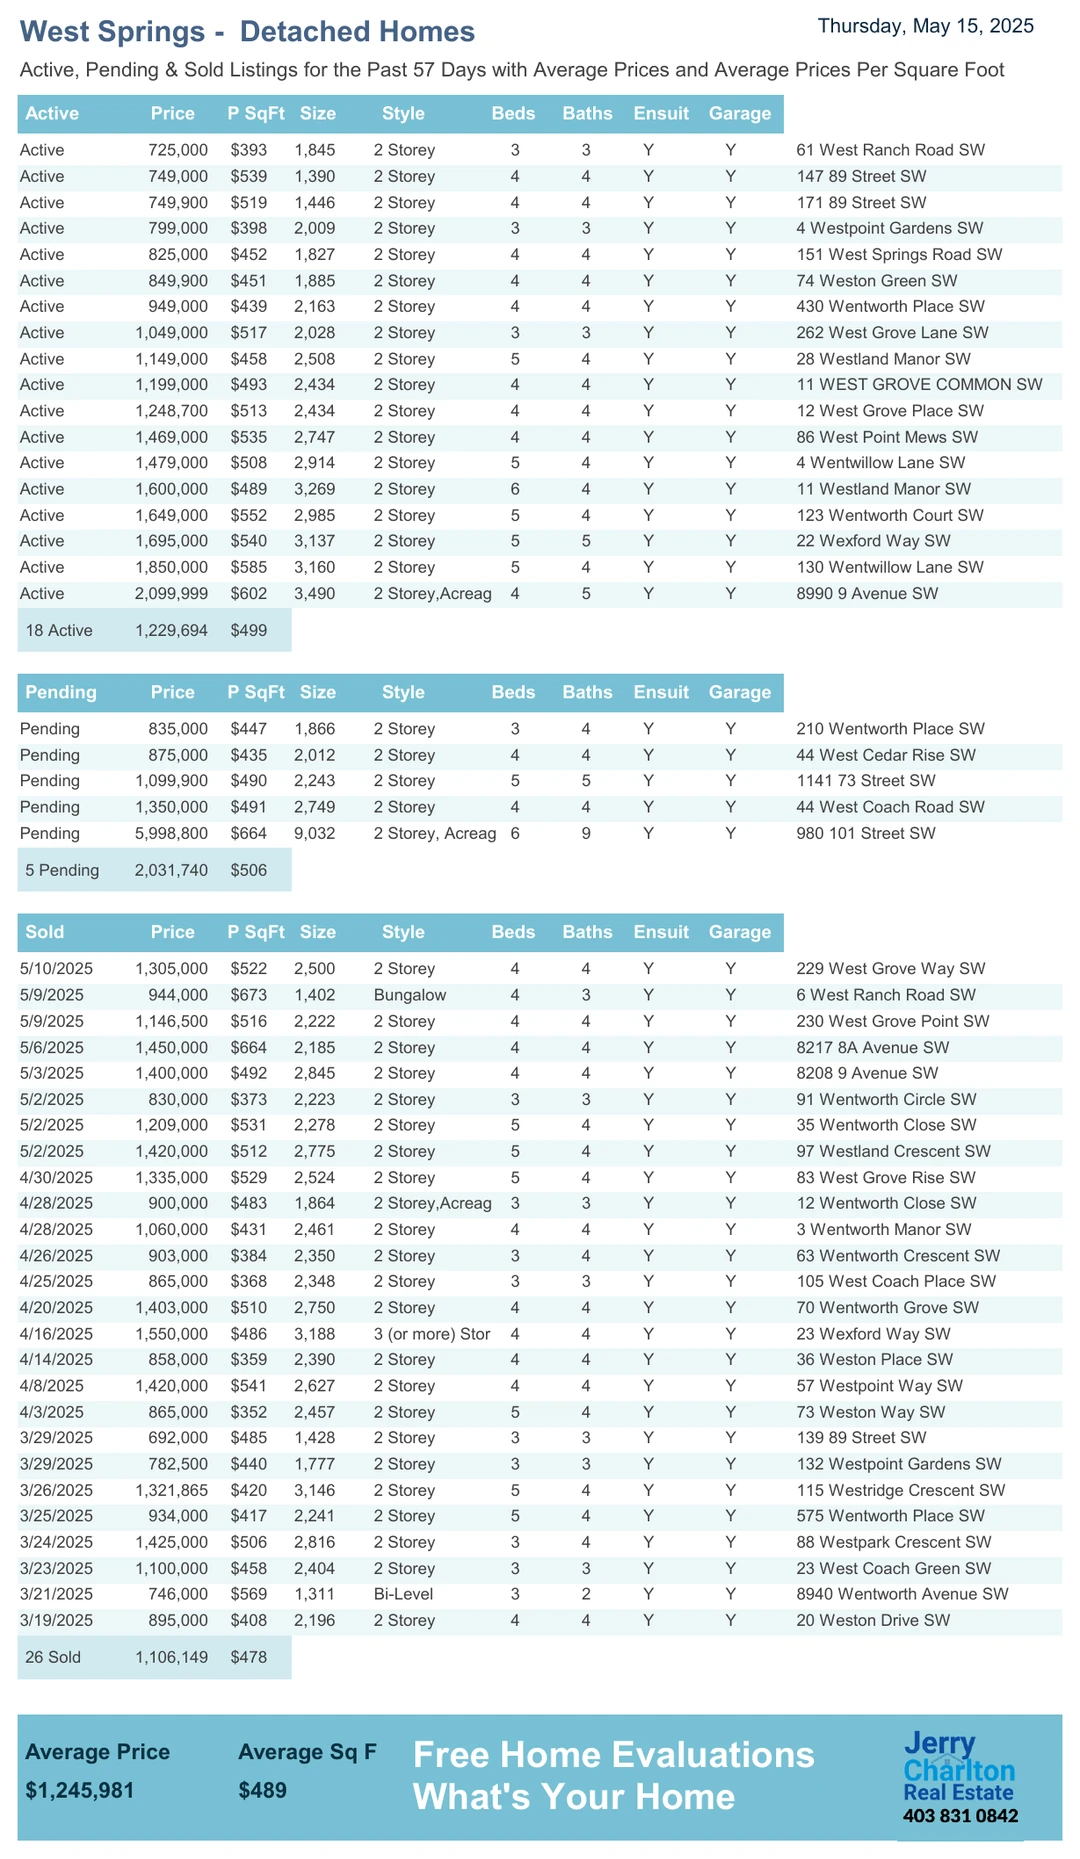 West Springs -  Detached Homes
Thursday, May 15, 2025
Active, Pending & Sold Listings for the Past 57 Days with Average Prices and Average Prices Per Square Foot
Active Price P SqFt Size Style Beds Baths Ensuit Garage
Active 725,000 $393 1,845 2 Storey 3 3 Y Y 61 West Ranch Road SW
Active 749,000 $539 1,390 2 Storey 4 4 Y Y 147 89 Street SW
Active 749,900 $519 1,446 2 Storey 4 4 Y Y 171 89 Street SW
Active 799,000 $398 2,009 2 Storey 3 3 Y Y 4 Westpoint Gardens SW
Active 825,000 $452 1,827 2 Storey 4 4 Y Y 151 West Springs Road SW
Active 849,900 $451 1,885 2 Storey 4 4 Y Y 74 Weston Green SW
Active 949,000 $439 2,163 2 Storey 4 4 Y Y 430 Wentworth Place SW
Active 1,049,000 $517 2,028 2 Storey 3 3 Y Y 262 West Grove Lane SW
Active 1,149,000 $458 2,508 2 Storey 5 4 Y Y 28 Westland Manor SW
Active 1,199,000 $493 2,434 2 Storey 4 4 Y Y 11 WEST GROVE COMMON SW
Active 1,248,700 $513 2,434 2 Storey 4 4 Y Y 12 West Grove Place SW
Active 1,469,000 $535 2,747 2 Storey 4 4 Y Y 86 West Point Mews SW
Active 1,479,000 $508 2,914 2 Storey 5 4 Y Y 4 Wentwillow Lane SW
Active 1,600,000 $489 3,269 2 Storey 6 4 Y Y 11 Westland Manor SW
Active 1,649,000 $552 2,985 2 Storey 5 4 Y Y 123 Wentworth Court SW
Active 1,695,000 $540 3,137 2 Storey 5 5 Y Y 22 Wexford Way SW
Active 1,850,000 $585 3,160 2 Storey 5 4 Y Y 130 Wentwillow Lane SW
Active 2,099,999 $602 3,490 2 Storey,Acreag 4 5 Y Y 8990 9 Avenue SW
18 Active 1,229,694 $499
Pending Price P SqFt Size Style Beds Baths Ensuit Garage
Pending 835,000 $447 1,866 2 Storey 3 4 Y Y 210 Wentworth Place SW
Pending 875,000 $435 2,012 2 Storey 4 4 Y Y 44 West Cedar Rise SW
Pending 1,099,900 $490 2,243 2 Storey 5 5 Y Y 1141 73 Street SW
Pending 1,350,000 $491 2,749 2 Storey 4 4 Y Y 44 West Coach Road SW
Pending 5,998,800 $664 9,032 2 Storey, Acreag 6 9 Y Y 980 101 Street SW
5 Pending 2,031,740 $506
Sold Price P SqFt Size Style Beds Baths Ensuit Garage
5/10/2025 1,305,000 $522 2,500 2 Storey 4 4 Y Y 229 West Grove Way SW
5/9/2025 944,000 $673 1,402 Bungalow 4 3 Y Y 6 West Ranch Road SW
5/9/2025 1,146,500 $516 2,222 2 Storey 4 4 Y Y 230 West Grove Point SW
5/6/2025 1,450,000 $664 2,185 2 Storey 4 4 Y Y 8217 8A Avenue SW
5/3/2025 1,400,000 $492 2,845 2 Storey 4 4 Y Y 8208 9 Avenue SW
5/2/2025 830,000 $373 2,223 2 Storey 3 3 Y Y 91 Wentworth Circle SW
5/2/2025 1,209,000 $531 2,278 2 Storey 5 4 Y Y 35 Wentworth Close SW
5/2/2025 1,420,000 $512 2,775 2 Storey 5 4 Y Y 97 Westland Crescent SW
4/30/2025 1,335,000 $529 2,524 2 Storey 5 4 Y Y 83 West Grove Rise SW
4/28/2025 900,000 $483 1,864 2 Storey,Acreag 3 3 Y Y 12 Wentworth Close SW
4/28/2025 1,060,000 $431 2,461 2 Storey 4 4 Y Y 3 Wentworth Manor SW
4/26/2025 903,000 $384 2,350 2 Storey 3 4 Y Y 63 Wentworth Crescent SW
4/25/2025 865,000 $368 2,348 2 Storey 3 3 Y Y 105 West Coach Place SW
4/20/2025 1,403,000 $510 2,750 2 Storey 4 4 Y Y 70 Wentworth Grove SW
4/16/2025 1,550,000 $486 3,188 3 (or more) Stor 4 4 Y Y 23 Wexford Way SW
4/14/2025 858,000 $359 2,390 2 Storey 4 4 Y Y 36 Weston Place SW
4/8/2025 1,420,000 $541 2,627 2 Storey 4 4 Y Y 57 Westpoint Way SW
4/3/2025 865,000 $352 2,457 2 Storey 5 4 Y Y 73 Weston Way SW
3/29/2025 692,000 $485 1,428 2 Storey 3 3 Y Y 139 89 Street SW
3/29/2025 782,500 $440 1,777 2 Storey 3 3 Y Y 132 Westpoint Gardens SW
3/26/2025 1,321,865 $420 3,146 2 Storey 5 4 Y Y 115 Westridge Crescent SW
3/25/2025 934,000 $417 2,241 2 Storey 5 4 Y Y 575 Wentworth Place SW
3/24/2025 1,425,000 $506 2,816 2 Storey 3 4 Y Y 88 Westpark Crescent SW
3/23/2025 1,100,000 $458 2,404 2 Storey 3 3 Y Y 23 West Coach Green SW
3/21/2025 746,000 $569 1,311 Bi-Level 3 2 Y Y 8940 Wentworth Avenue SW
3/19/2025 895,000 $408 2,196 2 Storey 4 4 Y Y 20 Weston Drive SW
26 Sold 1,106,149 $478
Average Price Average Sq F
$1,245,981 $489
Free Home Evaluations
What's Your Home
Jerry
Charlton
Real Estate
403 831 0842